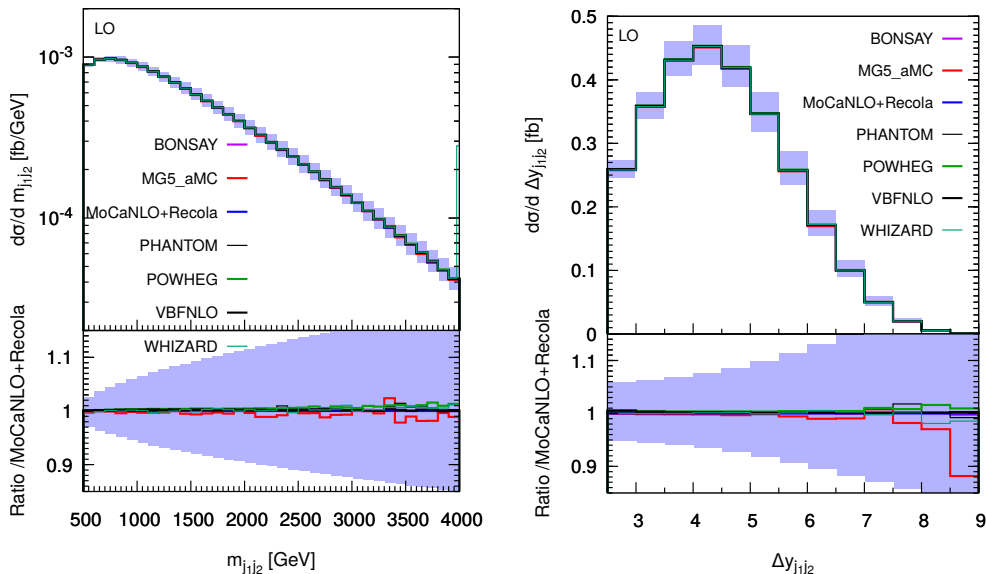 LO
dσ/d m_j1j2 [fb/GeV]
10^-3
10^-4
BONSAY
MG5_aMC
MoCaNLO+Recola
PHANTOM
POWHEG
VBFNLO
WHIZARD
Ratio /MoCaNLO+Recola
1.1
1
0.9
500 1000 1500 2000 2500 3000 3500 4000
m_j1j2 [GeV]
LO
dσ/d Δy_j1j2 [fb]
0.5
0.4
0.3
0.2
0.1
0
BONSAY
MG5_aMC
MoCaNLO+Recola
PHANTOM
POWHEG
VBFNLO
WHIZARD
Ratio /MoCaNLO+Recola
1.1
1
0.9
3 4 5 6 7 8 9
Δy_j1j2